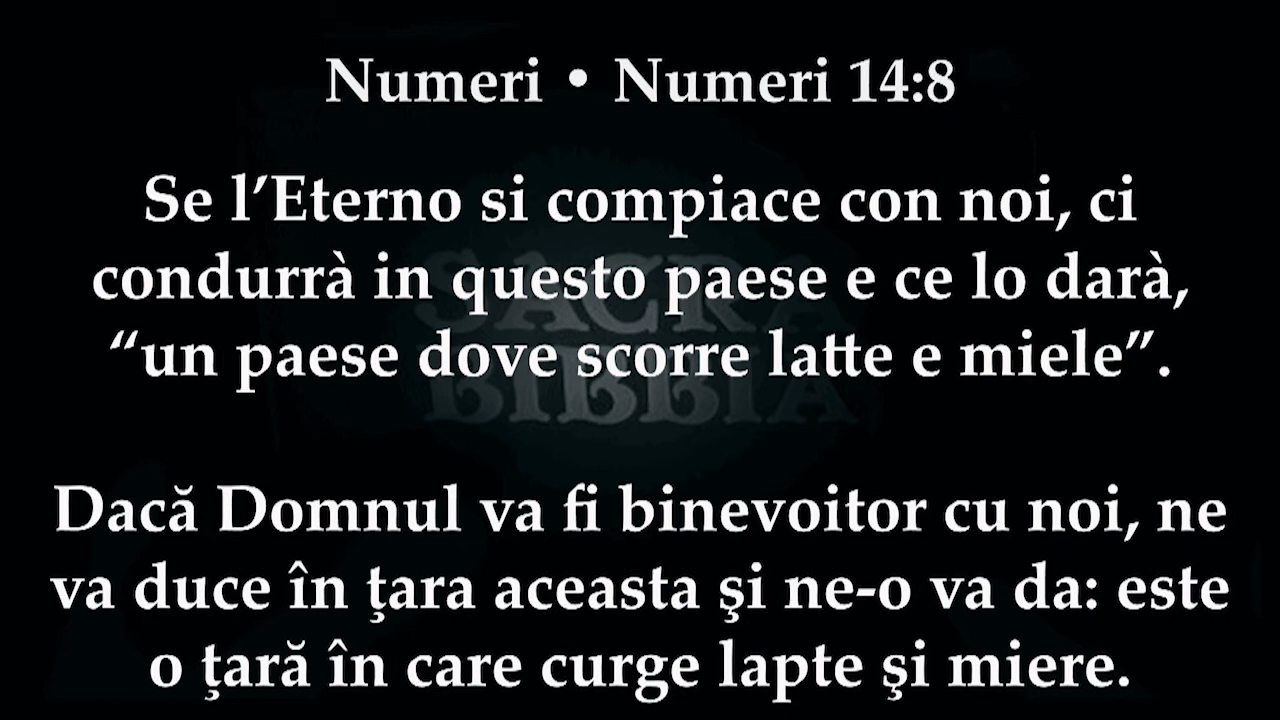 Numeri • Numeri 14:8
Se l’Eterno si compiace con noi, ci
condurrà in questo paese e ce lo darà,
“un paese dove scorre latte e miele”.
SACRA
BIBBIA
Dacă Domnul va fi binevoitor cu noi, ne
va duce în ţara aceasta şi ne-o va da: este
o ţară în care curge lapte şi miere.